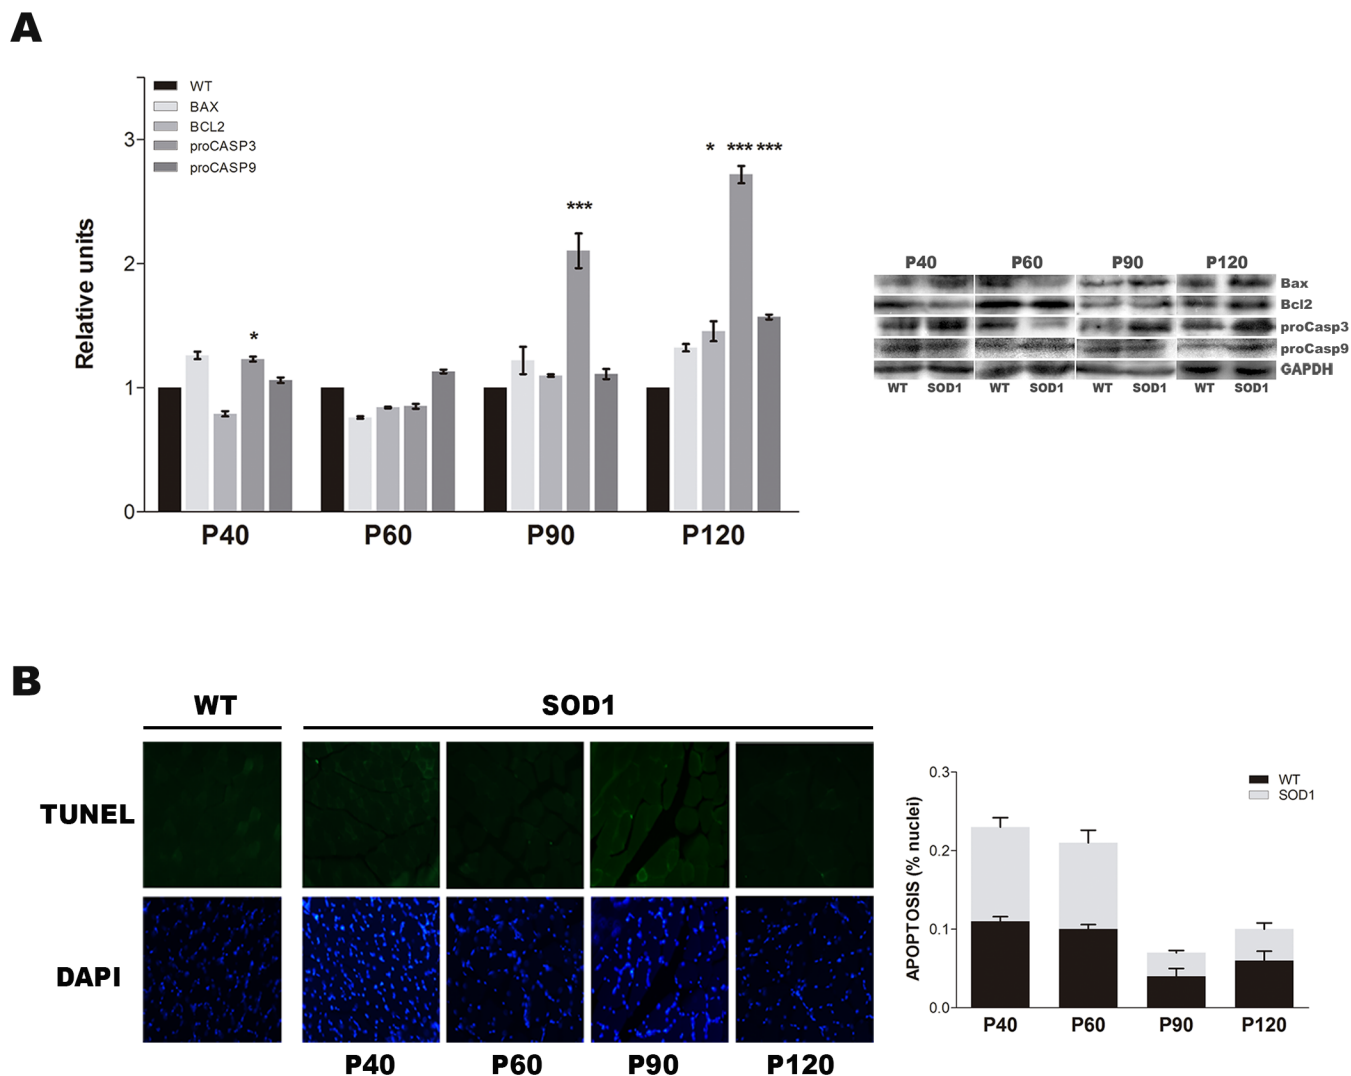 A
WT
BAX
BCL2
proCASP3
proCASP9
Relative units
3
2
1
0
*
***
* *** ***
P40 P60 P90 P120
P40 P60 P90 P120
Bax
Bcl2
proCasp3
proCasp9
GAPDH
WT SOD1 WT SOD1 WT SOD1 WT SOD1
B
WT SOD1
TUNEL
DAPI
P40 P60 P90 P120
APOPTOSIS (% nuclei)
0.3
0.2
0.1
0.0
WT
SOD1
P40 P60 P90 P120